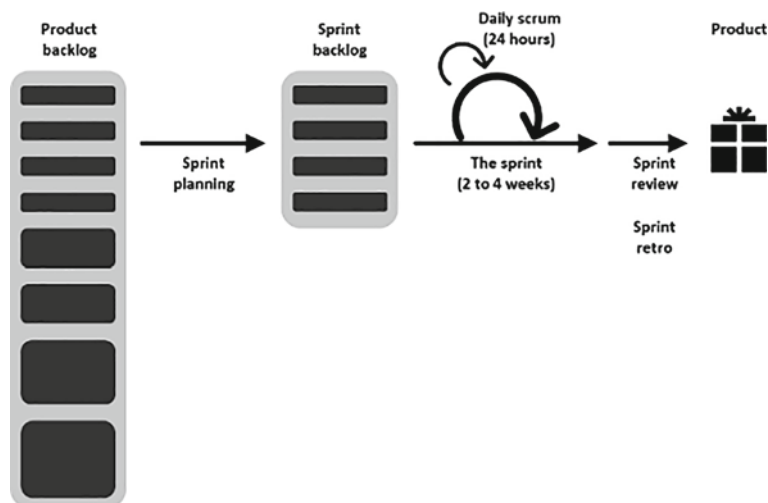 Product
backlog
Sprint
planning
Sprint
backlog
Daily scrum
(24 hours)
The sprint
(2 to 4 weeks)
Sprint
review
Sprint
retro
Product